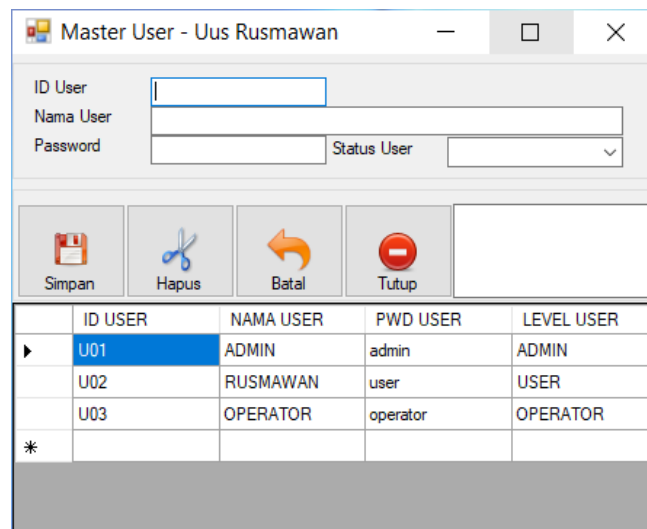 Master User - Uus Rusmawan
ID User
Nama User
Password Status User
Simpan Hapus Batal Tutup
ID USER NAMA USER PWD USER LEVEL USER
U01 ADMIN admin ADMIN
U02 RUSMAWAN user USER
U03 OPERATOR operator OPERATOR